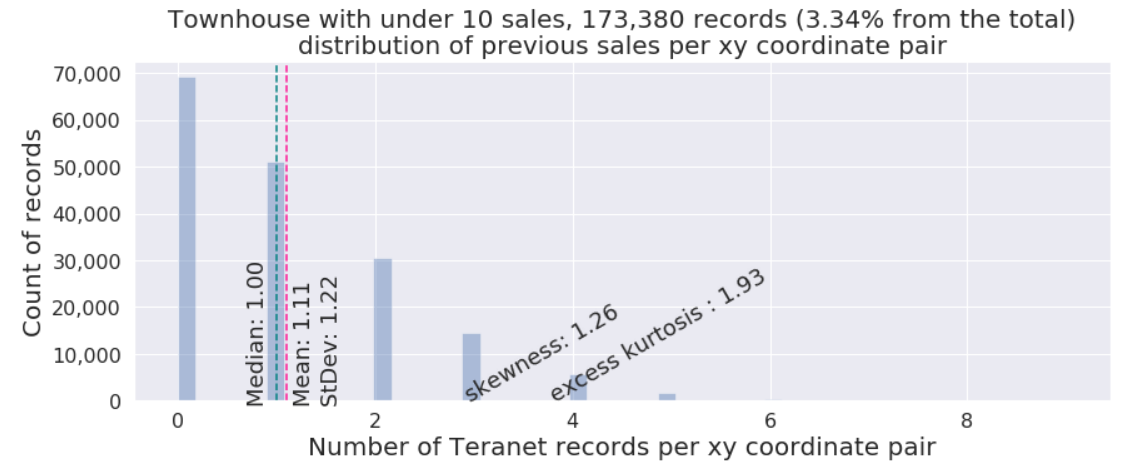 Townhouse with under 10 sales, 173,380 records (3.34% from the total)
distribution of previous sales per xy coordinate pair
Count of records
70,000
60,000
50,000
40,000
30,000
20,000
10,000
0
Median: 1.00
Mean: 1.11
StDev: 1.22
skewness: 1.26
excess kurtosis : 1.93
0 2 4 6 8
Number of Teranet records per xy coordinate pair